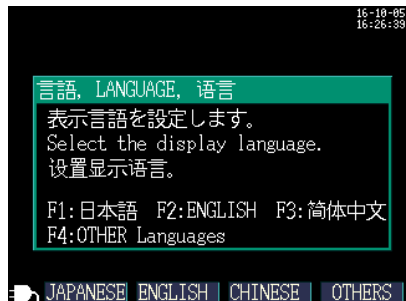 16-10-05
16:26:39
言語, LANGUAGE, 语言
表示言語を設定します。
Select the display language.
设置显示语言。
F1:日本語 F2:ENGLISH F3:简体中文
F4:OTHER Languages
JAPANESE ENGLISH CHINESE OTHERS